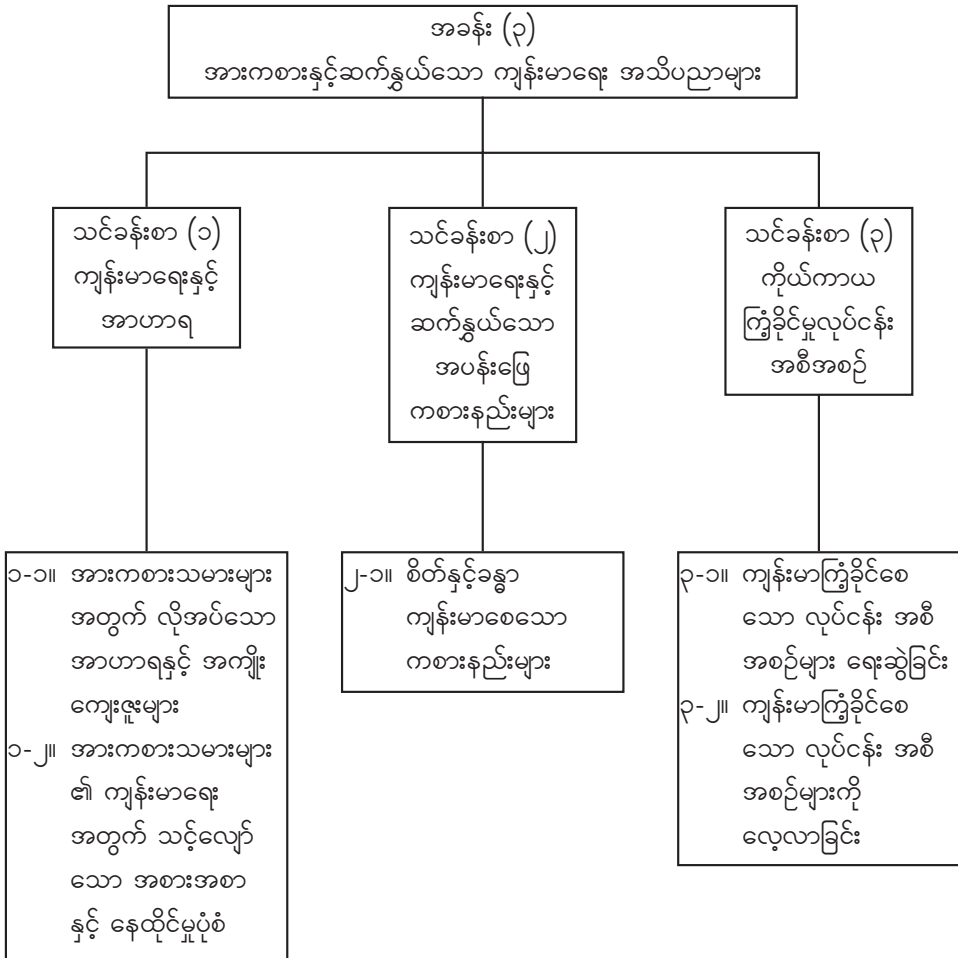 အခန်း (၃)
အားကစားနှင့်ဆက်နွှယ်သော ကျန်းမာရေး အသိပညာများ
သင်ခန်းစာ (၁)
ကျန်းမာရေးနှင့်
အာဟာရ
သင်ခန်းစာ (၂)
ကျန်းမာရေးနှင့်
ဆက်နွှယ်သော
အပန်းဖြေ
ကစားနည်းများ
သင်ခန်းစာ (၃)
ကိုယ်ကာယ
ကြံ့ခိုင်မှုလုပ်ငန်း
အစီအစဉ်
၁-၁။ အားကစားသမားများ
အတွက် လိုအပ်သော
အာဟာရနှင့် အကျိုး
ကျေးဇူးများ
၁-၂။ အားကစားသမားများ
၏ ကျန်းမာရေး
အတွက် သင့်လျော်
သော အစားအစာ
နှင့် နေထိုင်မှုပုံစံ
၂-၁။ စိတ်နှင့်ခန္ဓာ
ကျန်းမာစေသော
ကစားနည်းများ
၃-၁။ ကျန်းမာကြံ့ခိုင်စေ
သော လုပ်ငန်း အစီ
အစဉ်များ ရေးဆွဲခြင်း
၃-၂။ ကျန်းမာကြံ့ခိုင်စေ
သော လုပ်ငန်း အစီ
အစဉ်များကို
လေ့လာခြင်း